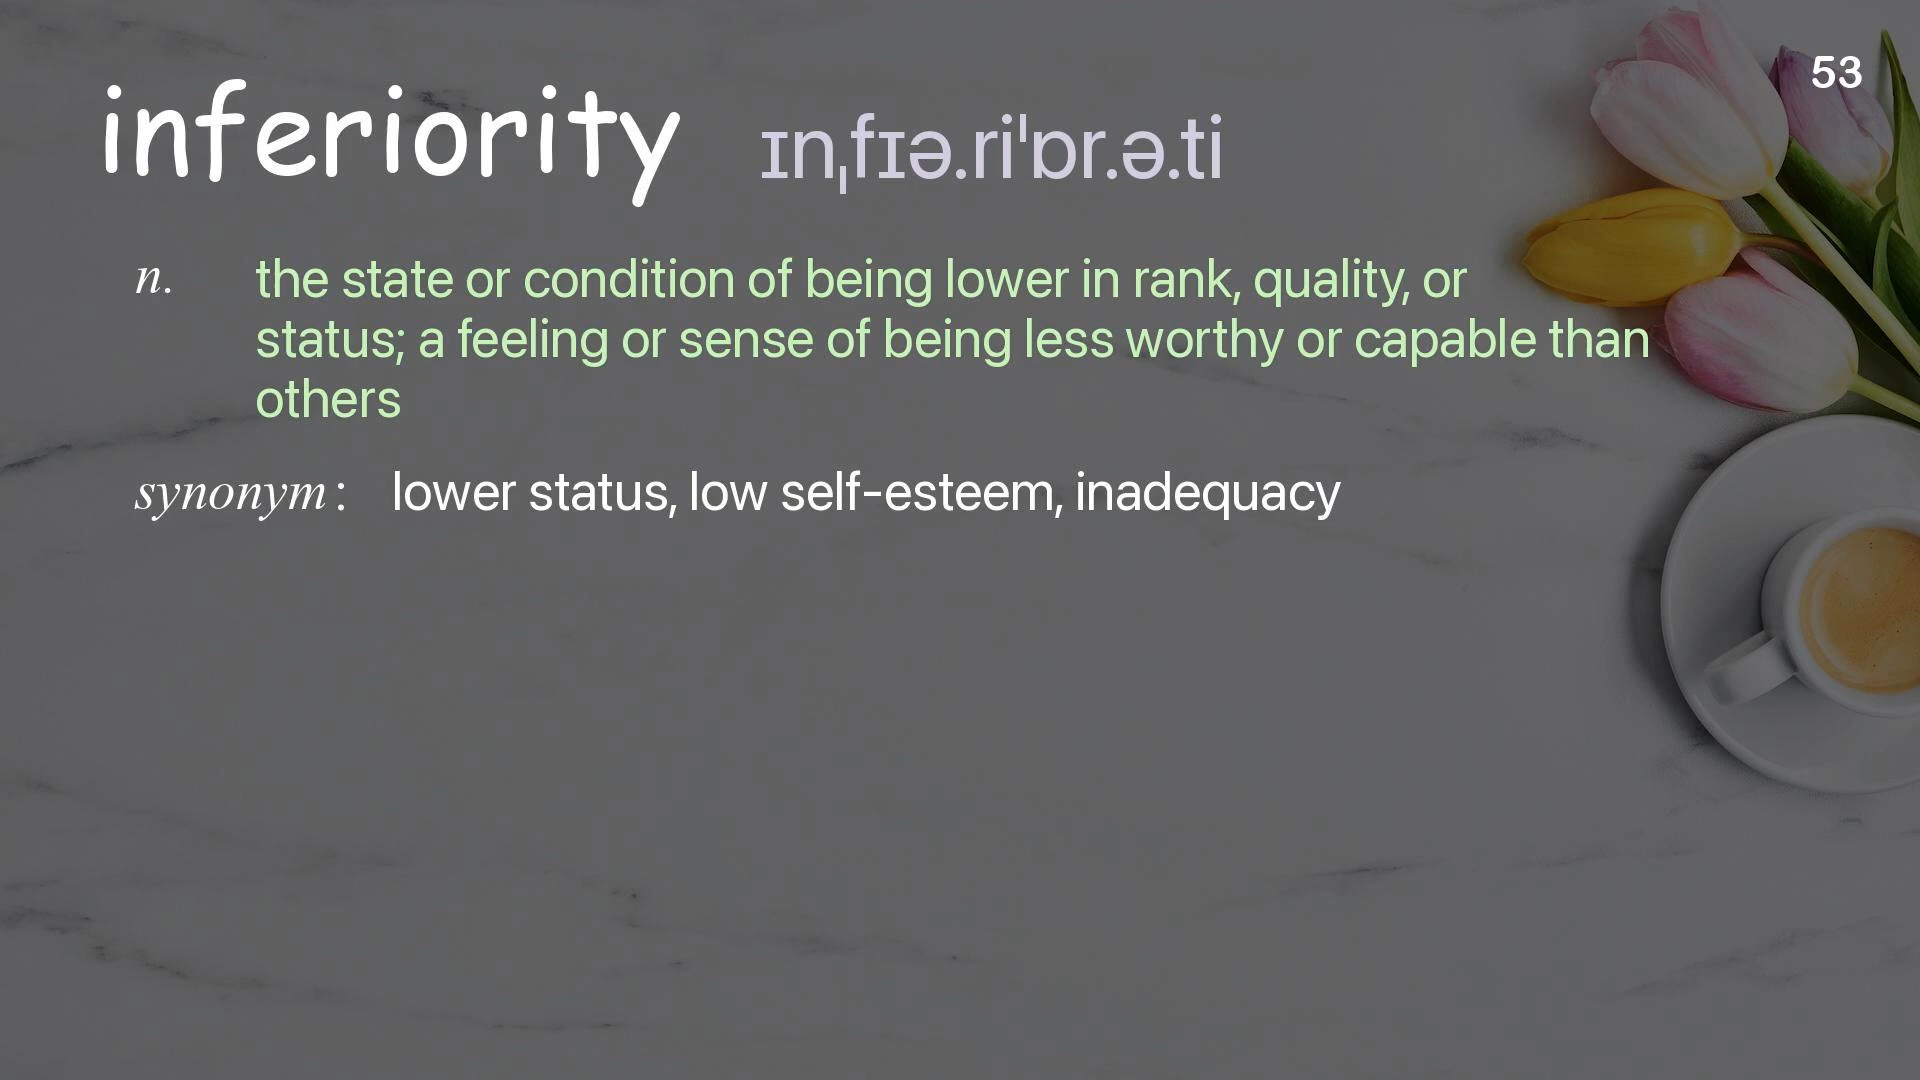 53
inferiority ɪnˌfɪə.riˈɒr.ə.ti
n. the state or condition of being lower in rank, quality, or
status; a feeling or sense of being less worthy or capable than
others
synonym : lower status, low self-esteem, inadequacy